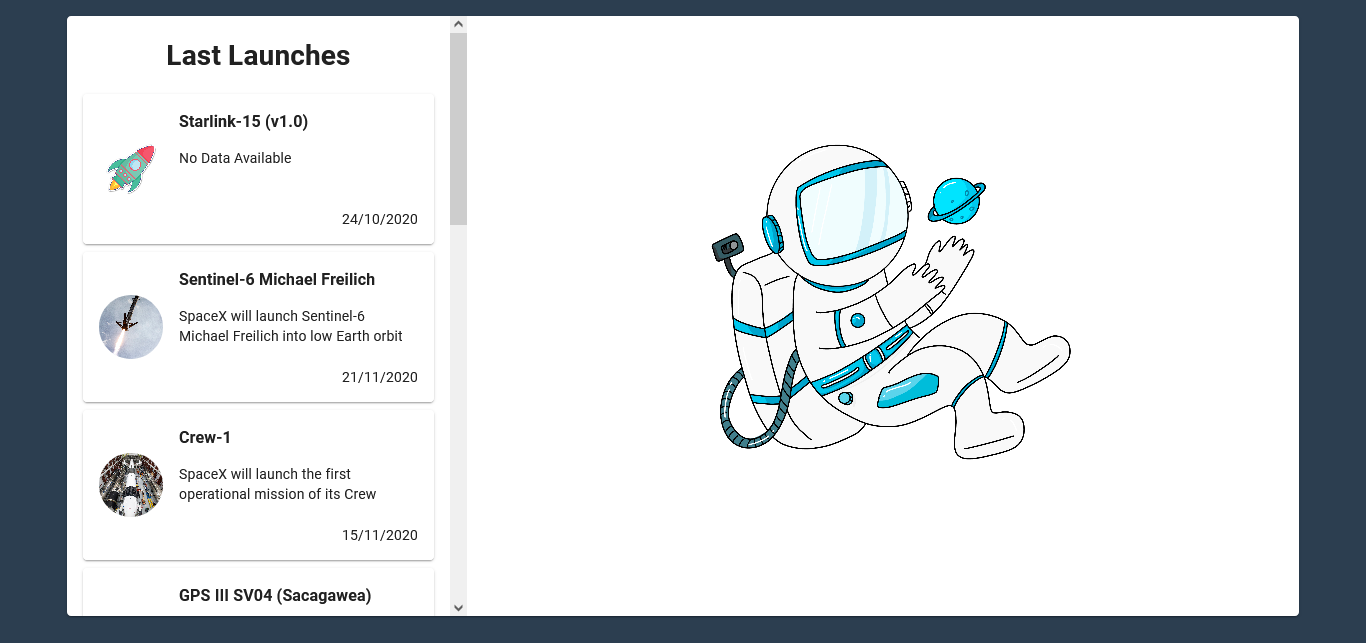 Last Launches
Starlink-15 (v1.0)
No Data Available
24/10/2020
Sentinel-6 Michael Freilich
SpaceX will launch Sentinel-6
Michael Freilich into low Earth orbit
21/11/2020
Crew-1
SpaceX will launch the first
operational mission of its Crew
15/11/2020
GPS III SV04 (Sacagawea)